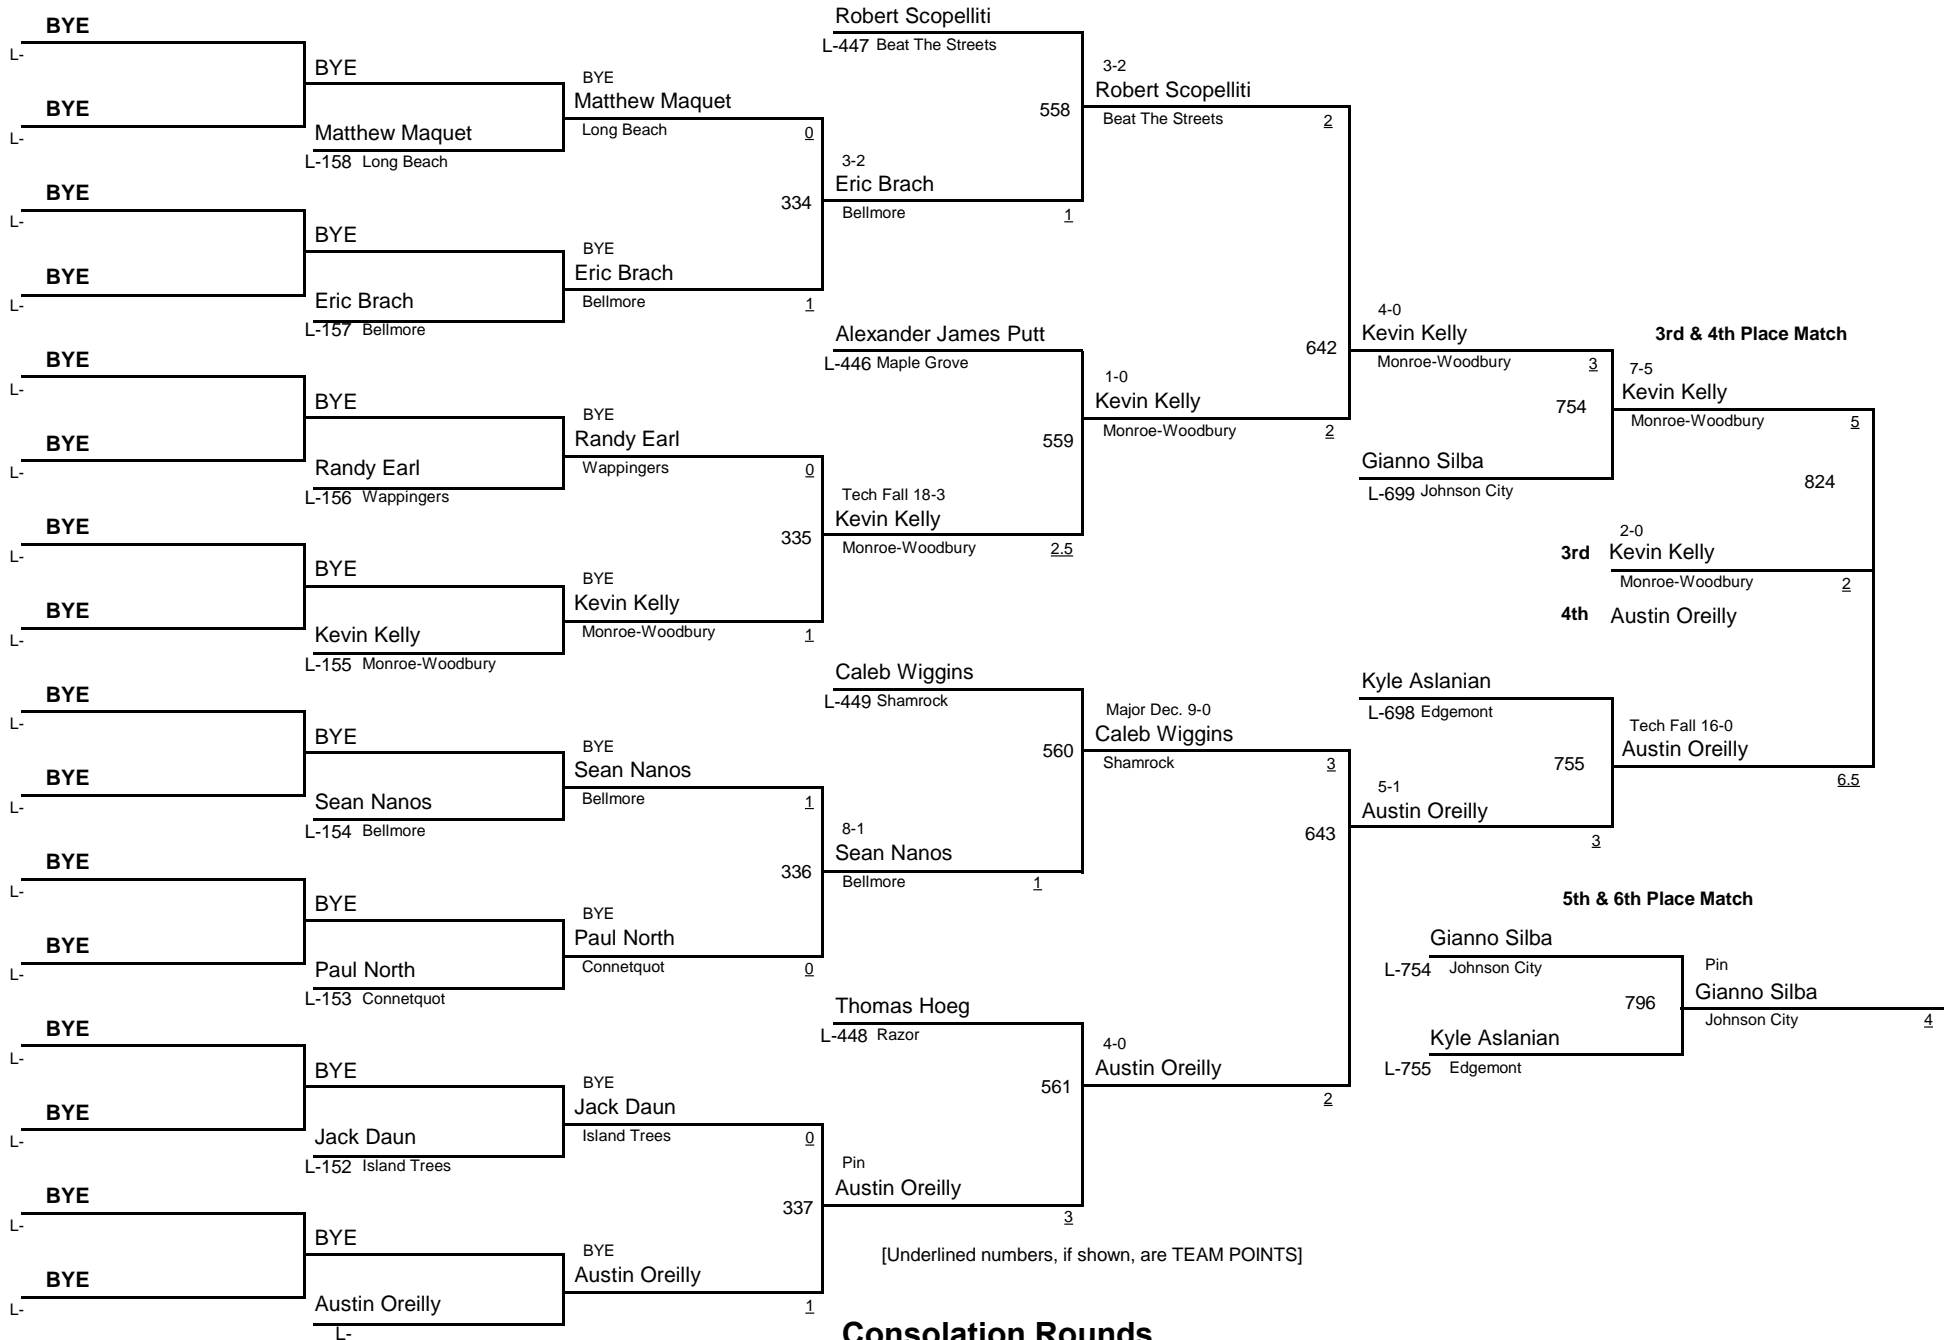 BYE
L-
BYE
L-
BYE
L-
BYE
L-
BYE
L-
BYE
L-
BYE
L-
BYE
L-
BYE
L-
BYE
L-
BYE
L-
BYE
L-
BYE
L-
BYE
L-
BYE
L-
BYE
L-
BYE
Matthew Maquet
L-158 Long Beach
BYE
Eric Brach
L-157 Bellmore
BYE
Randy Earl
L-156 Wappingers
BYE
Kevin Kelly
L-155 Monroe-Woodbury
BYE
Sean Nanos
L-154 Bellmore
BYE
Paul North
L-153 Connetquot
BYE
Jack Daun
L-152 Island Trees
BYE
Austin Oreilly
L-
BYE
Matthew Maquet
Long Beach 0
334
BYE
Eric Brach
Bellmore 1
BYE
Randy Earl
Wappingers 0
335
BYE
Kevin Kelly
Monroe-Woodbury 1
BYE
Sean Nanos
Bellmore 1
336
BYE
Paul North
Connetquot 0
BYE
Jack Daun
Island Trees 0
337
BYE
Austin Oreilly
1
Robert Scopelliti
L-447 Beat The Streets
558
3-2
Eric Brach
Bellmore 1
Alexander James Putt
L-446 Maple Grove
559
Tech Fall 18-3
Kevin Kelly
Monroe-Woodbury 2.5
Caleb Wiggins
L-449 Shamrock
560
8-1
Sean Nanos
Bellmore 1
Thomas Hoeg
L-448 Razor
561
Pin
Austin Oreilly
3
3-2
Robert Scopelliti
Beat The Streets 2
642
1-0
Kevin Kelly
Monroe-Woodbury 2
Major Dec. 9-0
Caleb Wiggins
Shamrock 3
643
4-0
Austin Oreilly
2
4-0
Kevin Kelly
Monroe-Woodbury 3
754
Gianno Silba
L-699 Johnson City
Kyle Aslanian
L-698 Edgemont
755
5-1
Austin Oreilly
3
3rd & 4th Place Match
7-5
Kevin Kelly
Monroe-Woodbury 5
824
2-0
3rd Kevin Kelly
Monroe-Woodbury 2
4th Austin Oreilly
Tech Fall 16-0
Austin Oreilly
6.5
5th & 6th Place Match
Gianno Silba
L-754 Johnson City
796
Kyle Aslanian
L-755 Edgemont
Pin
Gianno Silba
Johnson City 4
[Underlined numbers, if shown, are TEAM POINTS]
Consolation Rounds